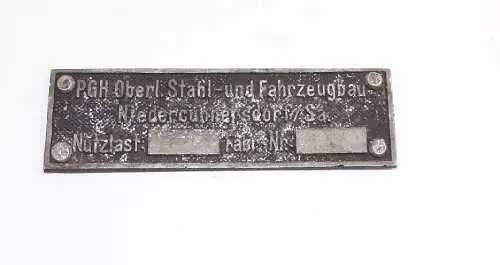 PGH Oberl. Stahl- und Fahrzeugbau
Niedercunnersdorf/Sa.
Nutzlast: Fabr. Nr.